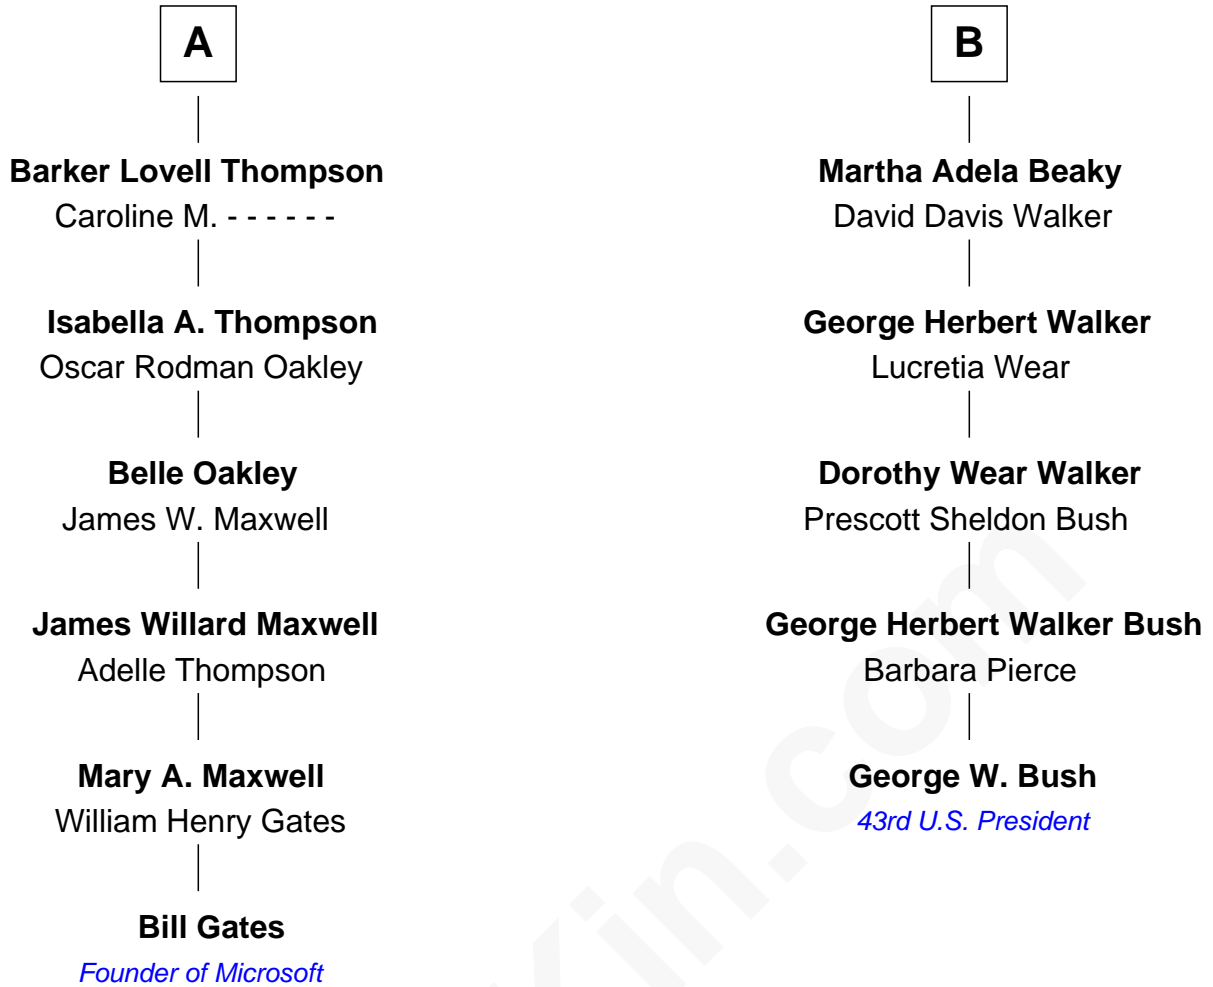 A
Barker Lovell Thompson
Caroline M. - - - - - -
Isabella A. Thompson
Oscar Rodman Oakley
Belle Oakley
James W. Maxwell
James Willard Maxwell
Adelle Thompson
Mary A. Maxwell
William Henry Gates
Bill Gates
Founder of Microsoft
B
Martha Adela Beaky
David Davis Walker
George Herbert Walker
Lucretia Wear
Dorothy Wear Walker
Prescott Sheldon Bush
George Herbert Walker Bush
Barbara Pierce
George W. Bush
43rd U.S. President
Kin.com